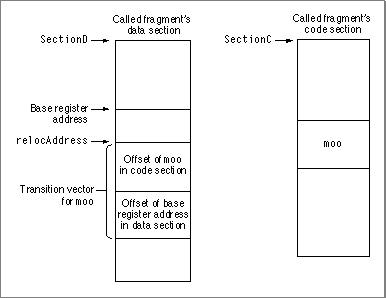 Called fragment's
data section
SectionD
Base register
address
relocAddress
Offset of moo
in code section
Transition vector
for moo
Offset of base
register address
in data section
Called fragment's
code section
SectionC
moo